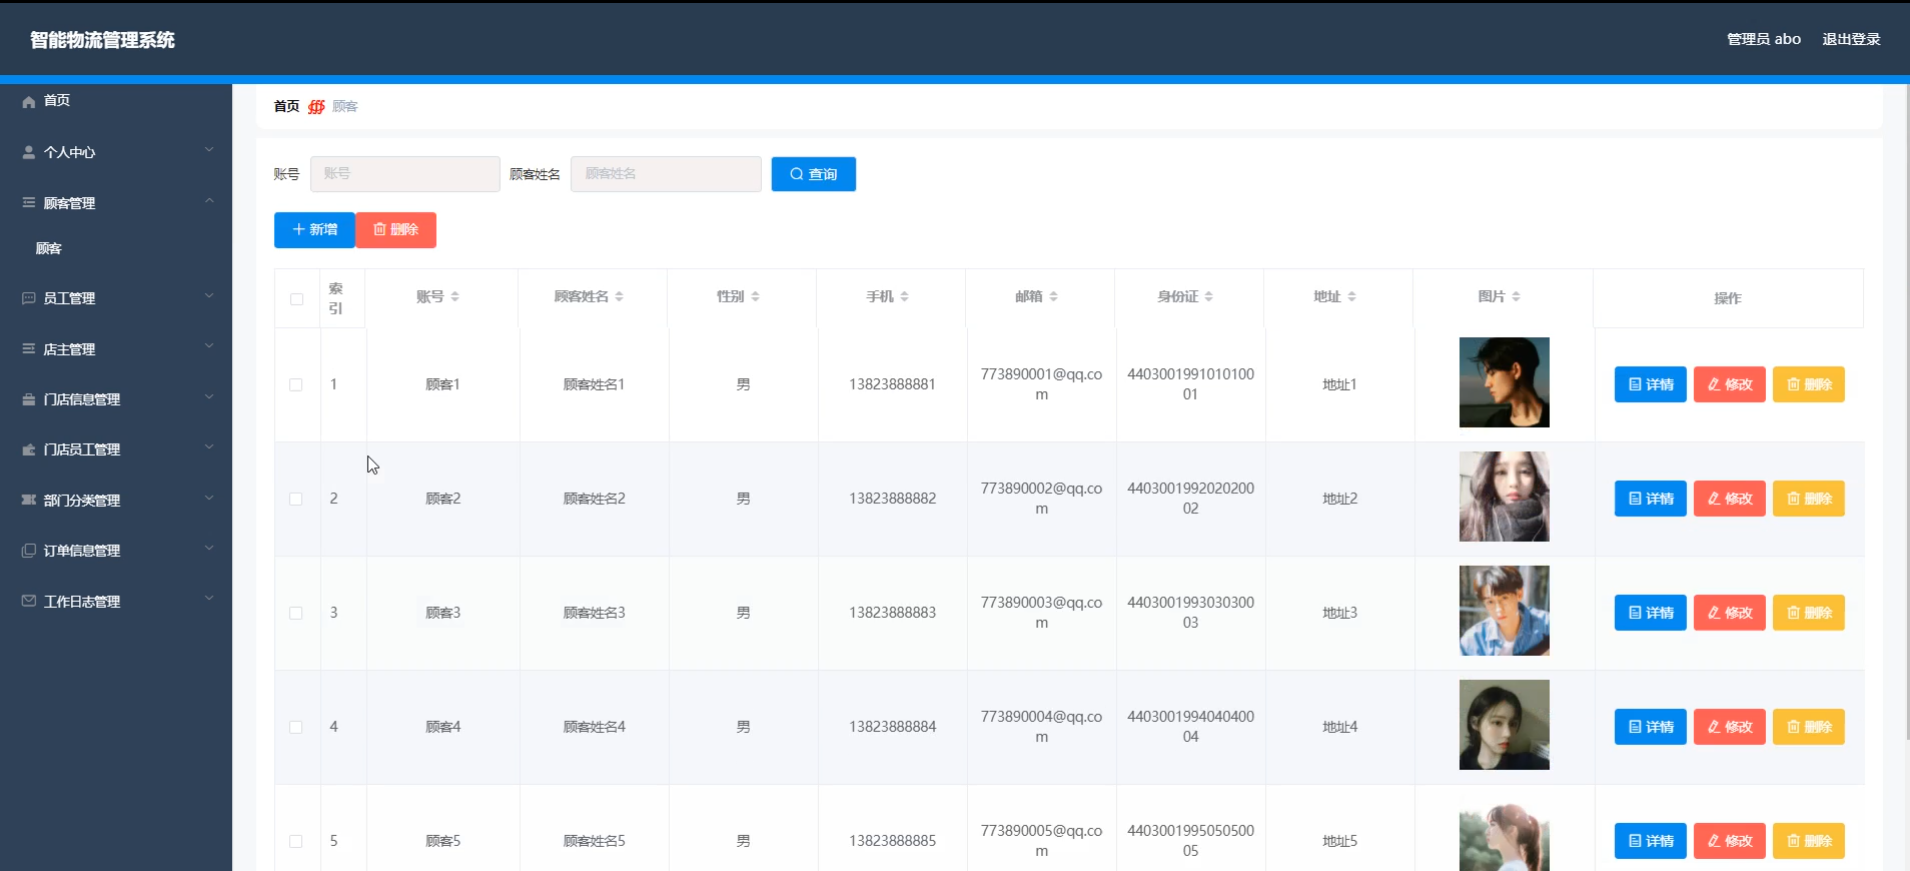 智能物流管理系统
管理员 abo 退出登录
首页
个人中心
顾客管理
顾客
员工管理
店主管理
门店信息管理
门店员工管理
部门分类管理
订单信息管理
工作日志管理
首页 顾客
账号 账号 顾客姓名 顾客姓名 查询
新增 删除
索引 账号 顾客姓名 性别 手机 邮箱 身份证 地址 图片 操作
1 顾客1 顾客姓名1 男 13823888881 773890001@qq.com 440300199101010001 地址1 详情 修改 删除
2 顾客2 顾客姓名2 男 13823888882 773890002@qq.com 440300199202020002 地址2 详情 修改 删除
3 顾客3 顾客姓名3 男 13823888883 773890003@qq.com 440300199303030003 地址3 详情 修改 删除
4 顾客4 顾客姓名4 男 13823888884 773890004@qq.com 440300199404040004 地址4 详情 修改 删除
5 顾客5 顾客姓名5 男 13823888885 773890005@qq.com 440300199505050005 地址5 详情 修改 删除